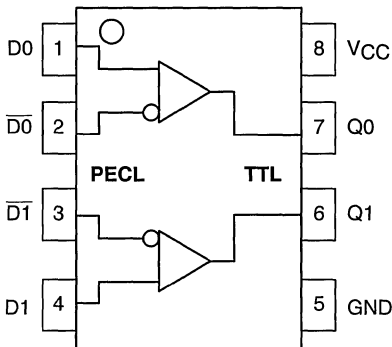 D0 1 8 VCC
D̅0̅ 2 7 Q0
PECL TTL
D̅1̅ 3 6 Q1
D1 4 5 GND